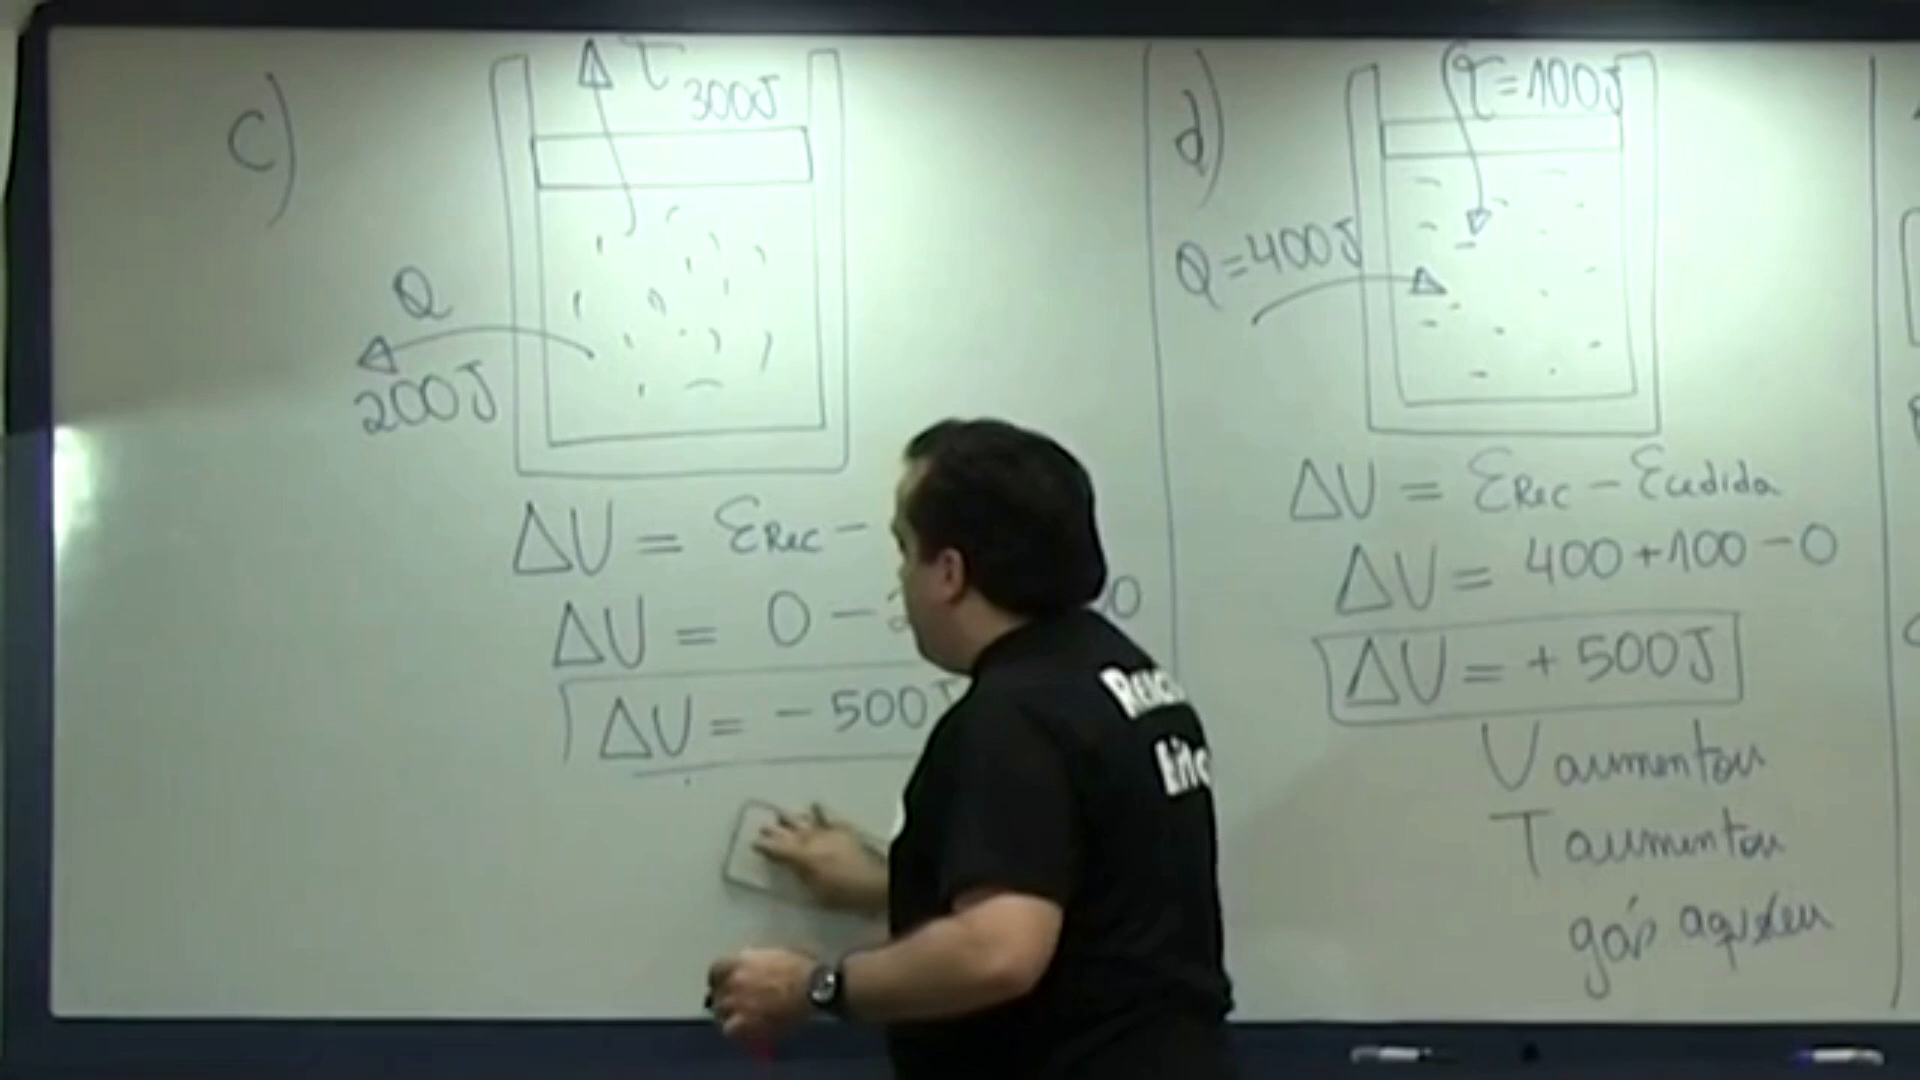 c)
τ
300J
Q
200J
ΔU = ERec -
ΔU = 0 - 2
ΔU = - 500J
d)
τ = 100J
Q = 400J
ΔU = ERec - Ecedida
ΔU = 400 + 100 - 0
ΔU = + 500J
U aumentou
T aumentou
gás aqueceu